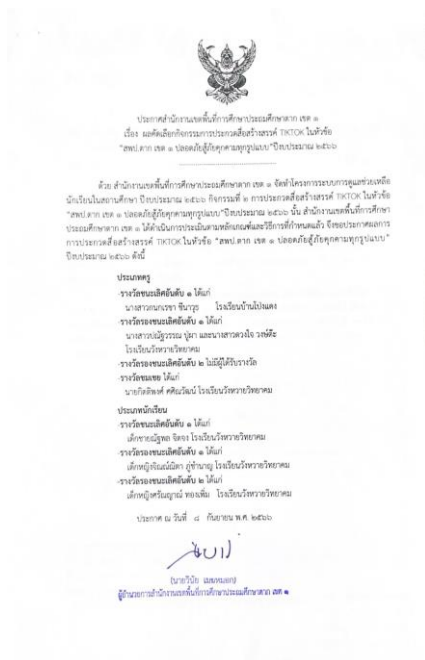 ประกาศสำนักงานเขตพื้นที่การศึกษาประถมศึกษาตาก เขต ๑
เรื่อง ผลคัดเลือกกิจกรรมการประกวดสื่อสร้างสรรค์ TIKTOK ในหัวข้อ
"สพป.ตาก เขต ๑ ปลอดภัยสู้ภัยคุกคามทุกรูปแบบ"ปีงบประมาณ ๒๕๖๖
ด้วย สำนักงานเขตพื้นที่การศึกษาประถมศึกษาตาก เขต ๑ จัดทำโครงการระบบการดูแลช่วยเหลือ
นักเรียนในสถานศึกษา ปีงบประมาณ ๒๕๖๖ กิจกรรมที่ ๒ การประกวดสื่อสร้างสรรค์ TIKTOK ในหัวข้อ
"สพป.ตาก เขต ๑ ปลอดภัยสู้ภัยคุกคามทุกรูปแบบ"ปีงบประมาณ ๒๕๖๖ นั้น สำนักงานเขตพื้นที่การศึกษา
ประถมศึกษาตาก เขต ๑ ได้ดำเนินการประเมินตามหลักเกณฑ์และวิธีการที่กำหนดแล้ว จึงขอประกาศผลการ
การประกวดสื่อสร้างสรรค์ TIKTOK ในหัวข้อ "สพป.ตาก เขต ๑ ปลอดภัยสู้ภัยคุกคามทุกรูปแบบ"
ปีงบประมาณ ๒๕๖๖ ดังนี้
ประเภทครู
-รางวัลชนะเลิศอันดับ ๑ ได้แก่
นางสาวกนกเรขา ชินาวุธ โรงเรียนบ้านโป่งแดง
-รางวัลรองชนะเลิศอันดับ ๑ ได้แก่
นางสาวปณัฐวรรณ ปู่มา และนางสาวดวงใจ วงษ์ต๊ะ
โรงเรียนวังหวายวิทยาคม
-รางวัลรองชนะเลิศอันดับ ๒ ไม่มีผู้ได้รับรางวัล
-รางวัลชมเชย ได้แก่
นายกิตติพงศ์ ศศิณวัฒน์ โรงเรียนวังหวายวิทยาคม
ประเภทนักเรียน
-รางวัลชนะเลิศอันดับ ๑ ได้แก่
เด็กชายณัฐพล จิตอง โรงเรียนวังหวายวิทยาคม
-รางวัลรองชนะเลิศอันดับ ๑ ได้แก่
เด็กหญิงจิณณ์ณิตา ภู่ชำนาญ โรงเรียนวังหวายวิทยาคม
-รางวัลรองชนะเลิศอันดับ ๒ ได้แก่
เด็กหญิงศรัณญาณ์ ทองเพิ่ม โรงเรียนวังหวายวิทยาคม
ประกาศ ณ วันที่ ๘ กันยายน พ.ศ. ๒๕๖๖
(นายวินัย
ผู้อำนวยการสำนักงานเขตพื้นที่การศึกษาประถมศึกษาตาก เขต ๑